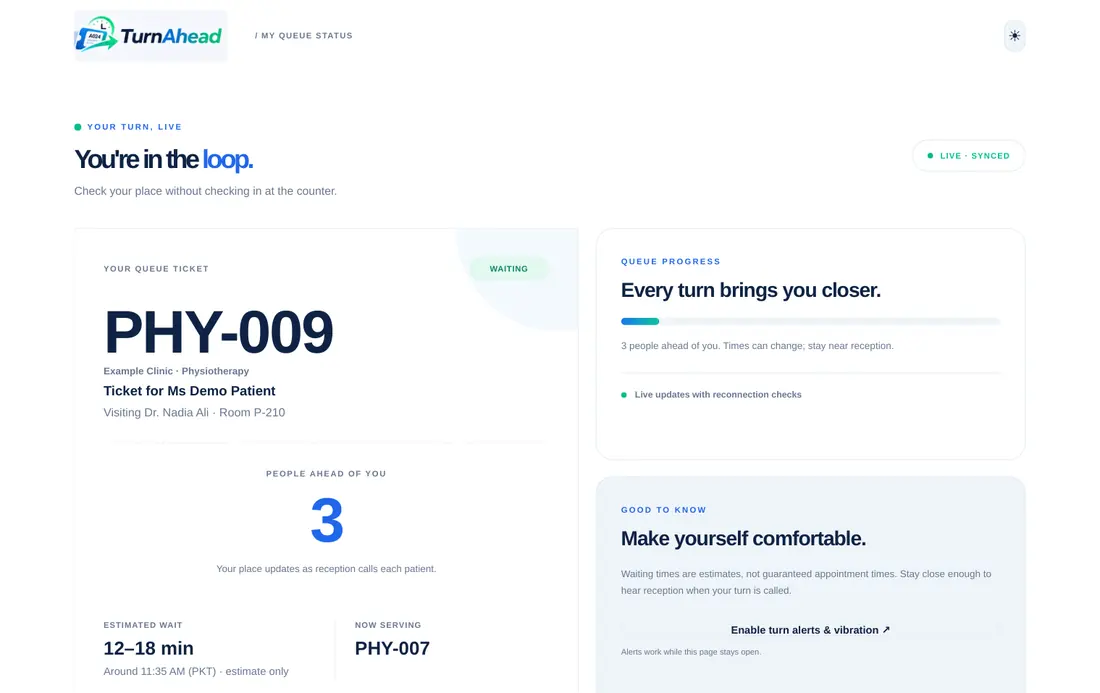 A024
TurnAhead
/ MY QUEUE STATUS
YOUR TURN, LIVE
You're in the loop.
Check your place without checking in at the counter.
LIVE · SYNCED
YOUR QUEUE TICKET
WAITING
PHY-009
Example Clinic · Physiotherapy
Ticket for Ms Demo Patient
Visiting Dr. Nadia Ali · Room P-210
PEOPLE AHEAD OF YOU
3
Your place updates as reception calls each patient.
ESTIMATED WAIT
12–18 min
Around 11:35 AM (PKT) · estimate only
NOW SERVING
PHY-007
QUEUE PROGRESS
Every turn brings you closer.
3 people ahead of you. Times can change; stay near reception.
Live updates with reconnection checks
GOOD TO KNOW
Make yourself comfortable.
Waiting times are estimates, not guaranteed appointment times. Stay close enough to
hear reception when your turn is called.
Enable turn alerts & vibration ↗
Alerts work while this page stays open.